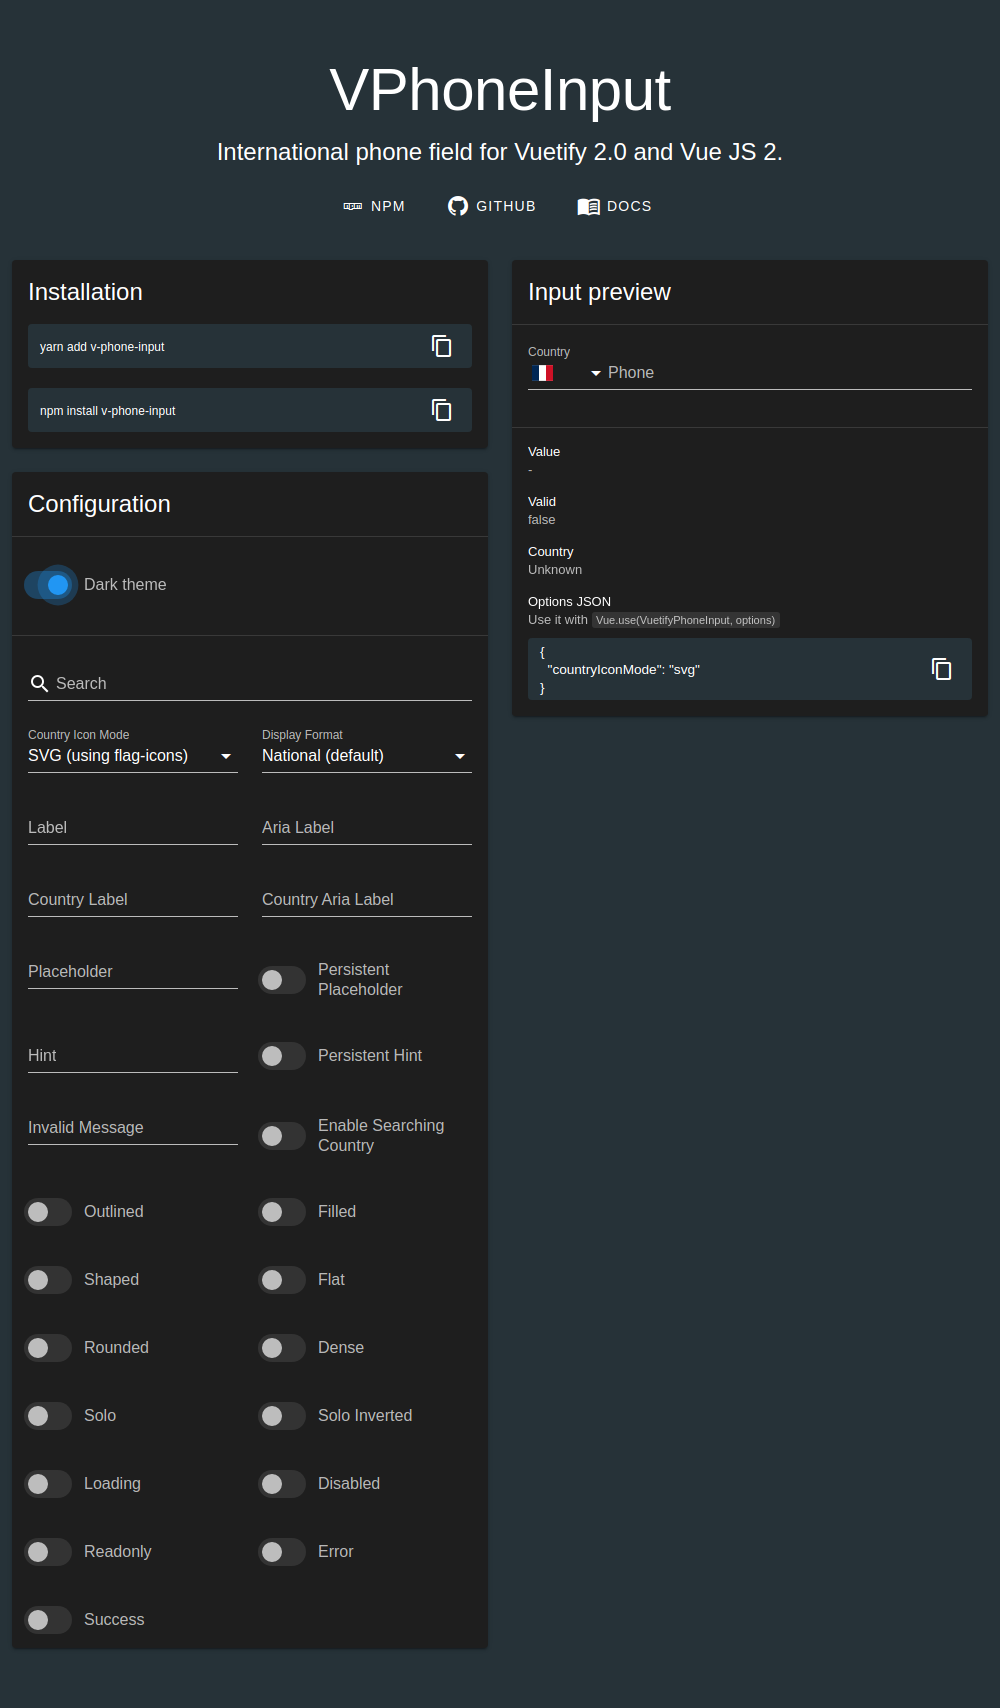 VPhoneInput
International phone field for Vuetify 2.0 and Vue JS 2.
NPM
GITHUB
DOCS
Installation
yarn add v-phone-input
npm install v-phone-input
Configuration
Dark theme
Search
Country Icon Mode
SVG (using flag-icons)
Display Format
National (default)
Label
Aria Label
Country Label
Country Aria Label
Placeholder
Persistent
Placeholder
Hint
Persistent Hint
Invalid Message
Enable Searching
Country
Outlined
Filled
Shaped
Flat
Rounded
Dense
Solo
Solo Inverted
Loading
Disabled
Readonly
Error
Success
Input preview
Country
Phone
Value
-
Valid
false
Country
Unknown
Options JSON
Use it with Vue.use(VuetifyPhoneInput, options)
{
"countryIconMode": "svg"
}